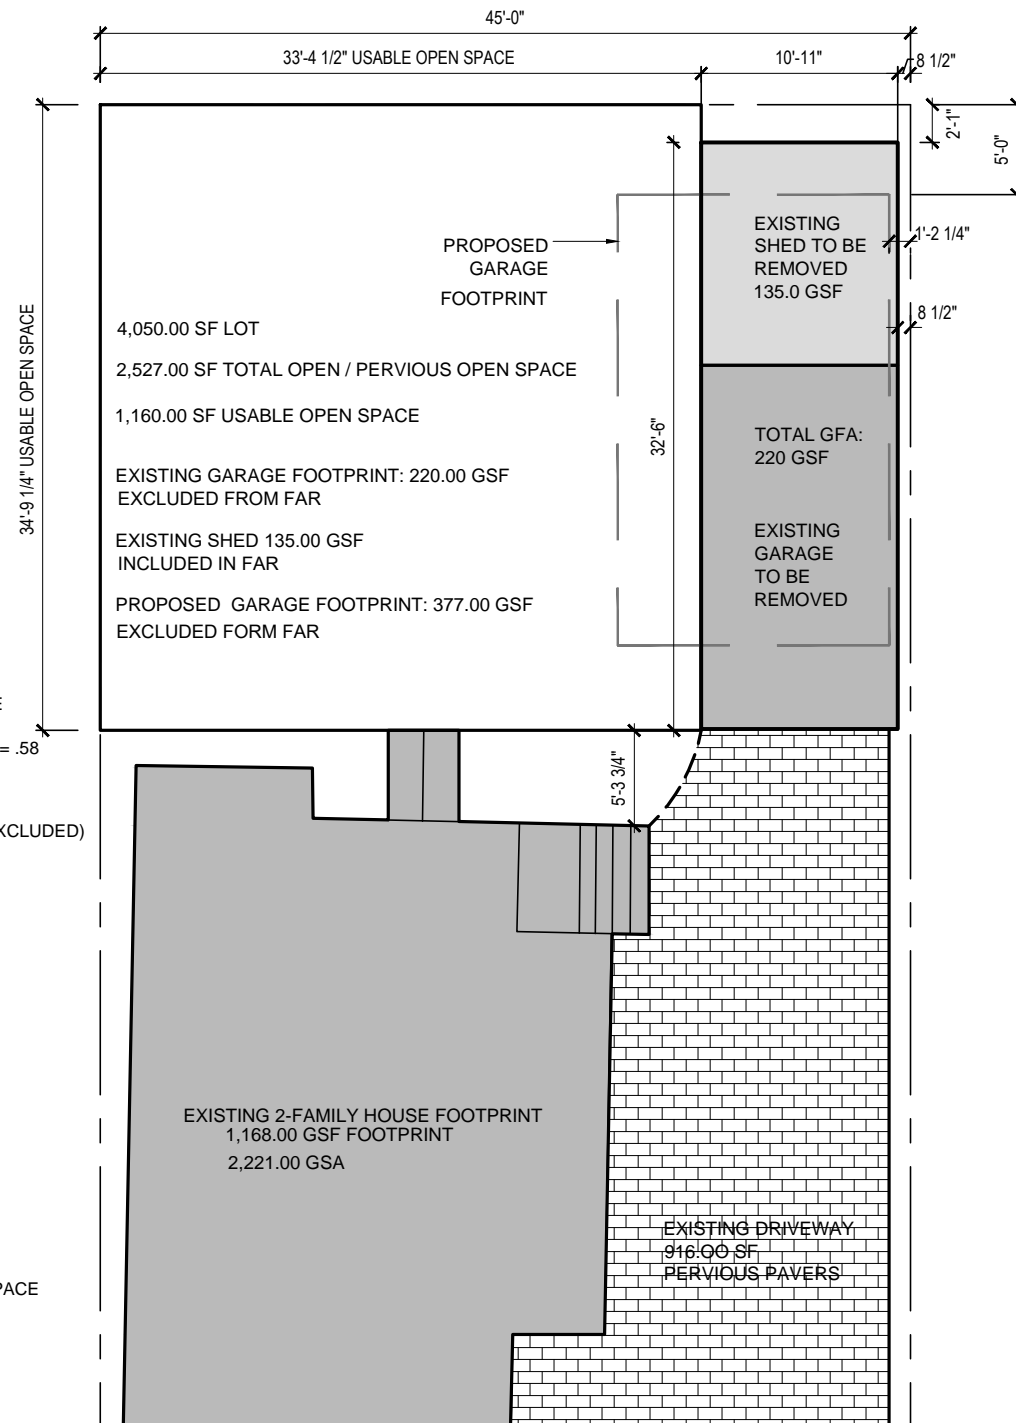 45'-0"
33'-4 1/2" USABLE OPEN SPACE
10'-11"
8 1/2"
2'-1"
5'-0"
EXISTING
SHED TO BE
REMOVED
135.0 GSF
1'-2 1/4"
8 1/2"
PROPOSED
GARAGE
FOOTPRINT
34'-9 1/4" USABLE OPEN SPACE
4,050.00 SF LOT
2,527.00 SF TOTAL OPEN / PERVIOUS OPEN SPACE
1,160.00 SF USABLE OPEN SPACE
32'-6"
TOTAL GFA:
220 GSF
EXISTING GARAGE FOOTPRINT: 220.00 GSF
EXCLUDED FROM FAR
EXISTING SHED 135.00 GSF
INCLUDED IN FAR
EXISTING
GARAGE
TO BE
REMOVED
PROPOSED GARAGE FOOTPRINT: 377.00 GSF
EXCLUDED FORM FAR
E
= .58
5'-3 3/4"
XCLUDED)
EXISTING 2-FAMILY HOUSE FOOTPRINT
1,168.00 GSF FOOTPRINT
2,221.00 GSA
EXISTING DRIVEWAY
916.OO SF
PERVIOUS PAVERS
PACE